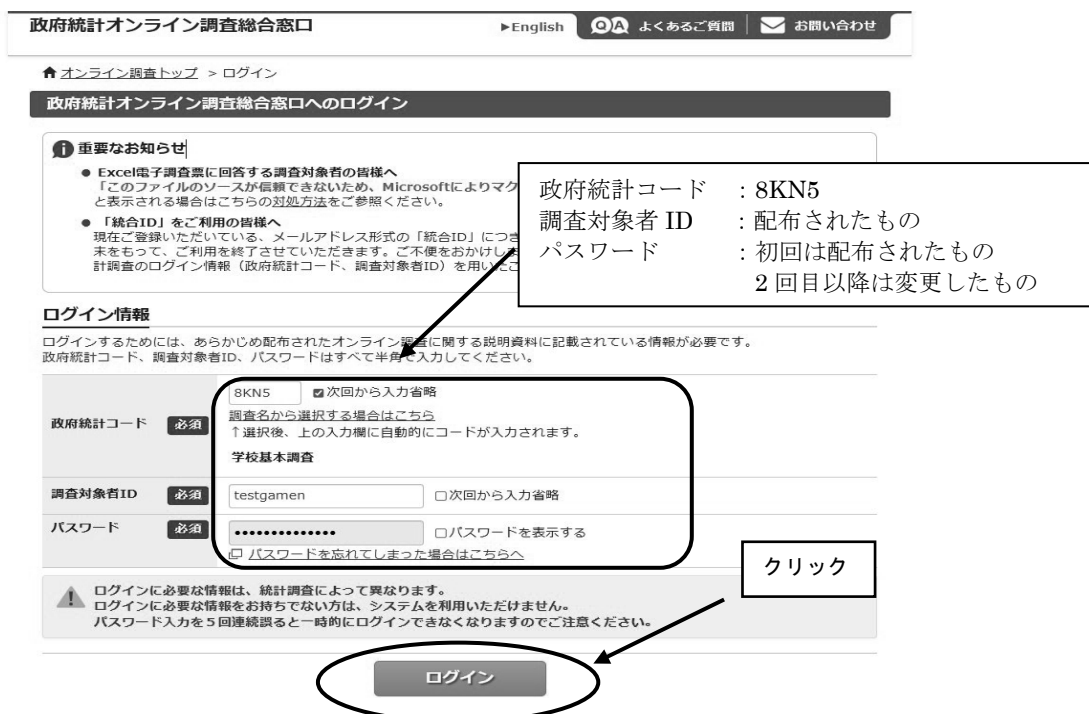 政府統計オンライン調査総合窓口
▶English
QA よくあるご質問
お問い合わせ
オンライン調査トップ > ログイン
政府統計オンライン調査総合窓口へのログイン
重要なお知らせ
● Excel電子調査票に回答する調査対象者の皆様へ
「このファイルのソースが信頼できないため、Microsoftによりマク
と表示される場合はこちらの対処方法をご参照ください。
● 「統合ID」をご利用の皆様へ
現在ご登録いただいている、メールアドレス形式の「統合ID」につき
末をもって、ご利用を終了させていただきます。ご不便をおかけしま
計調査のログイン情報（政府統計コード、調査対象者ID）を用いたご
政府統計コード ：8KN5
調査対象者 ID ：配布されたもの
パスワード ：初回は配布されたもの
2 回目以降は変更したもの
ログイン情報
ログインするためには、あらかじめ配布されたオンライン調査に関する説明資料に記載されている情報が必要です。
政府統計コード、調査対象者ID、パスワードはすべて半角で入力してください。
政府統計コード 必須
8KN5 ☑次回から入力省略
調査名から選択する場合はこちら
↑選択後、上の入力欄に自動的にコードが入力されます。
学校基本調査
調査対象者ID 必須 testgamen □次回から入力省略
パスワード 必須 •••••••••••••• □パスワードを表示する
パスワードを忘れてしまった場合はこちらへ
クリック
ログインに必要な情報は、統計調査によって異なります。
ログインに必要な情報をお持ちでない方は、システムを利用いただけません。
パスワード入力を５回連続誤ると一時的にログインできなくなりますのでご注意ください。
ログイン